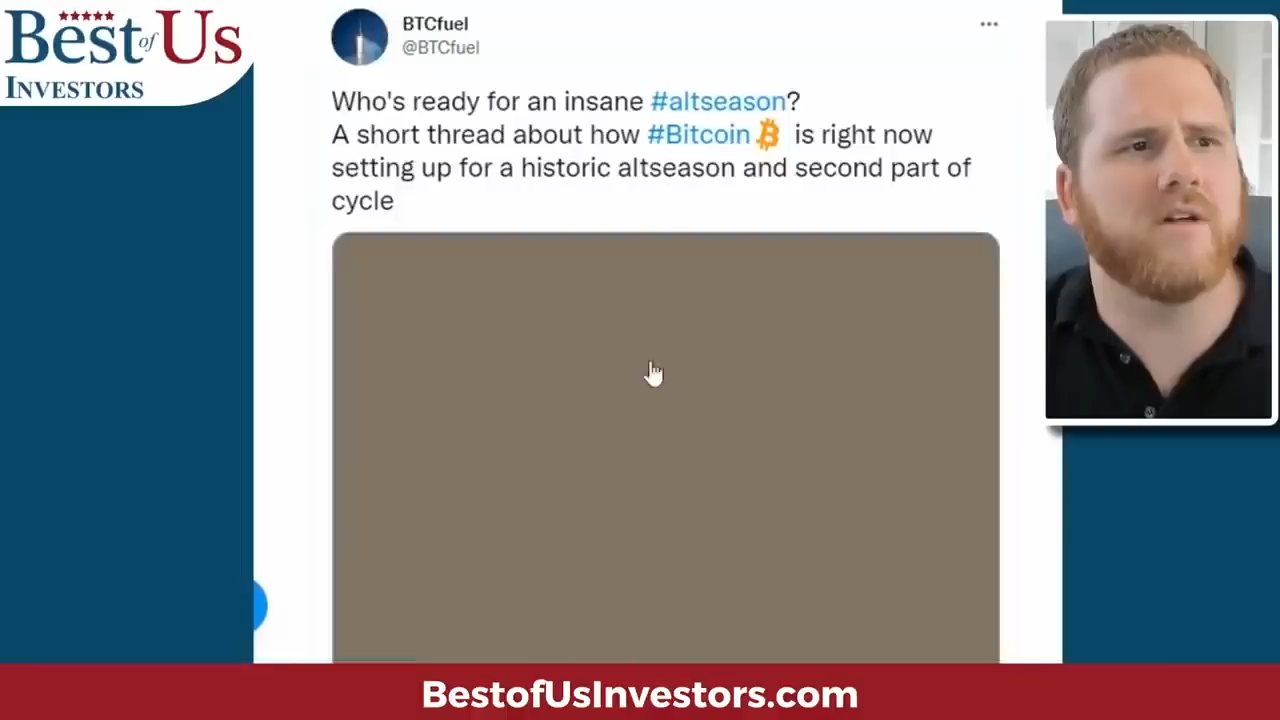 Best of Us
INVESTORS
BTCfuel
@BTCfuel
Who's ready for an insane #altseason?
A short thread about how #Bitcoin is right now
setting up for a historic altseason and second part of
cycle
BestofUsInvestors.com